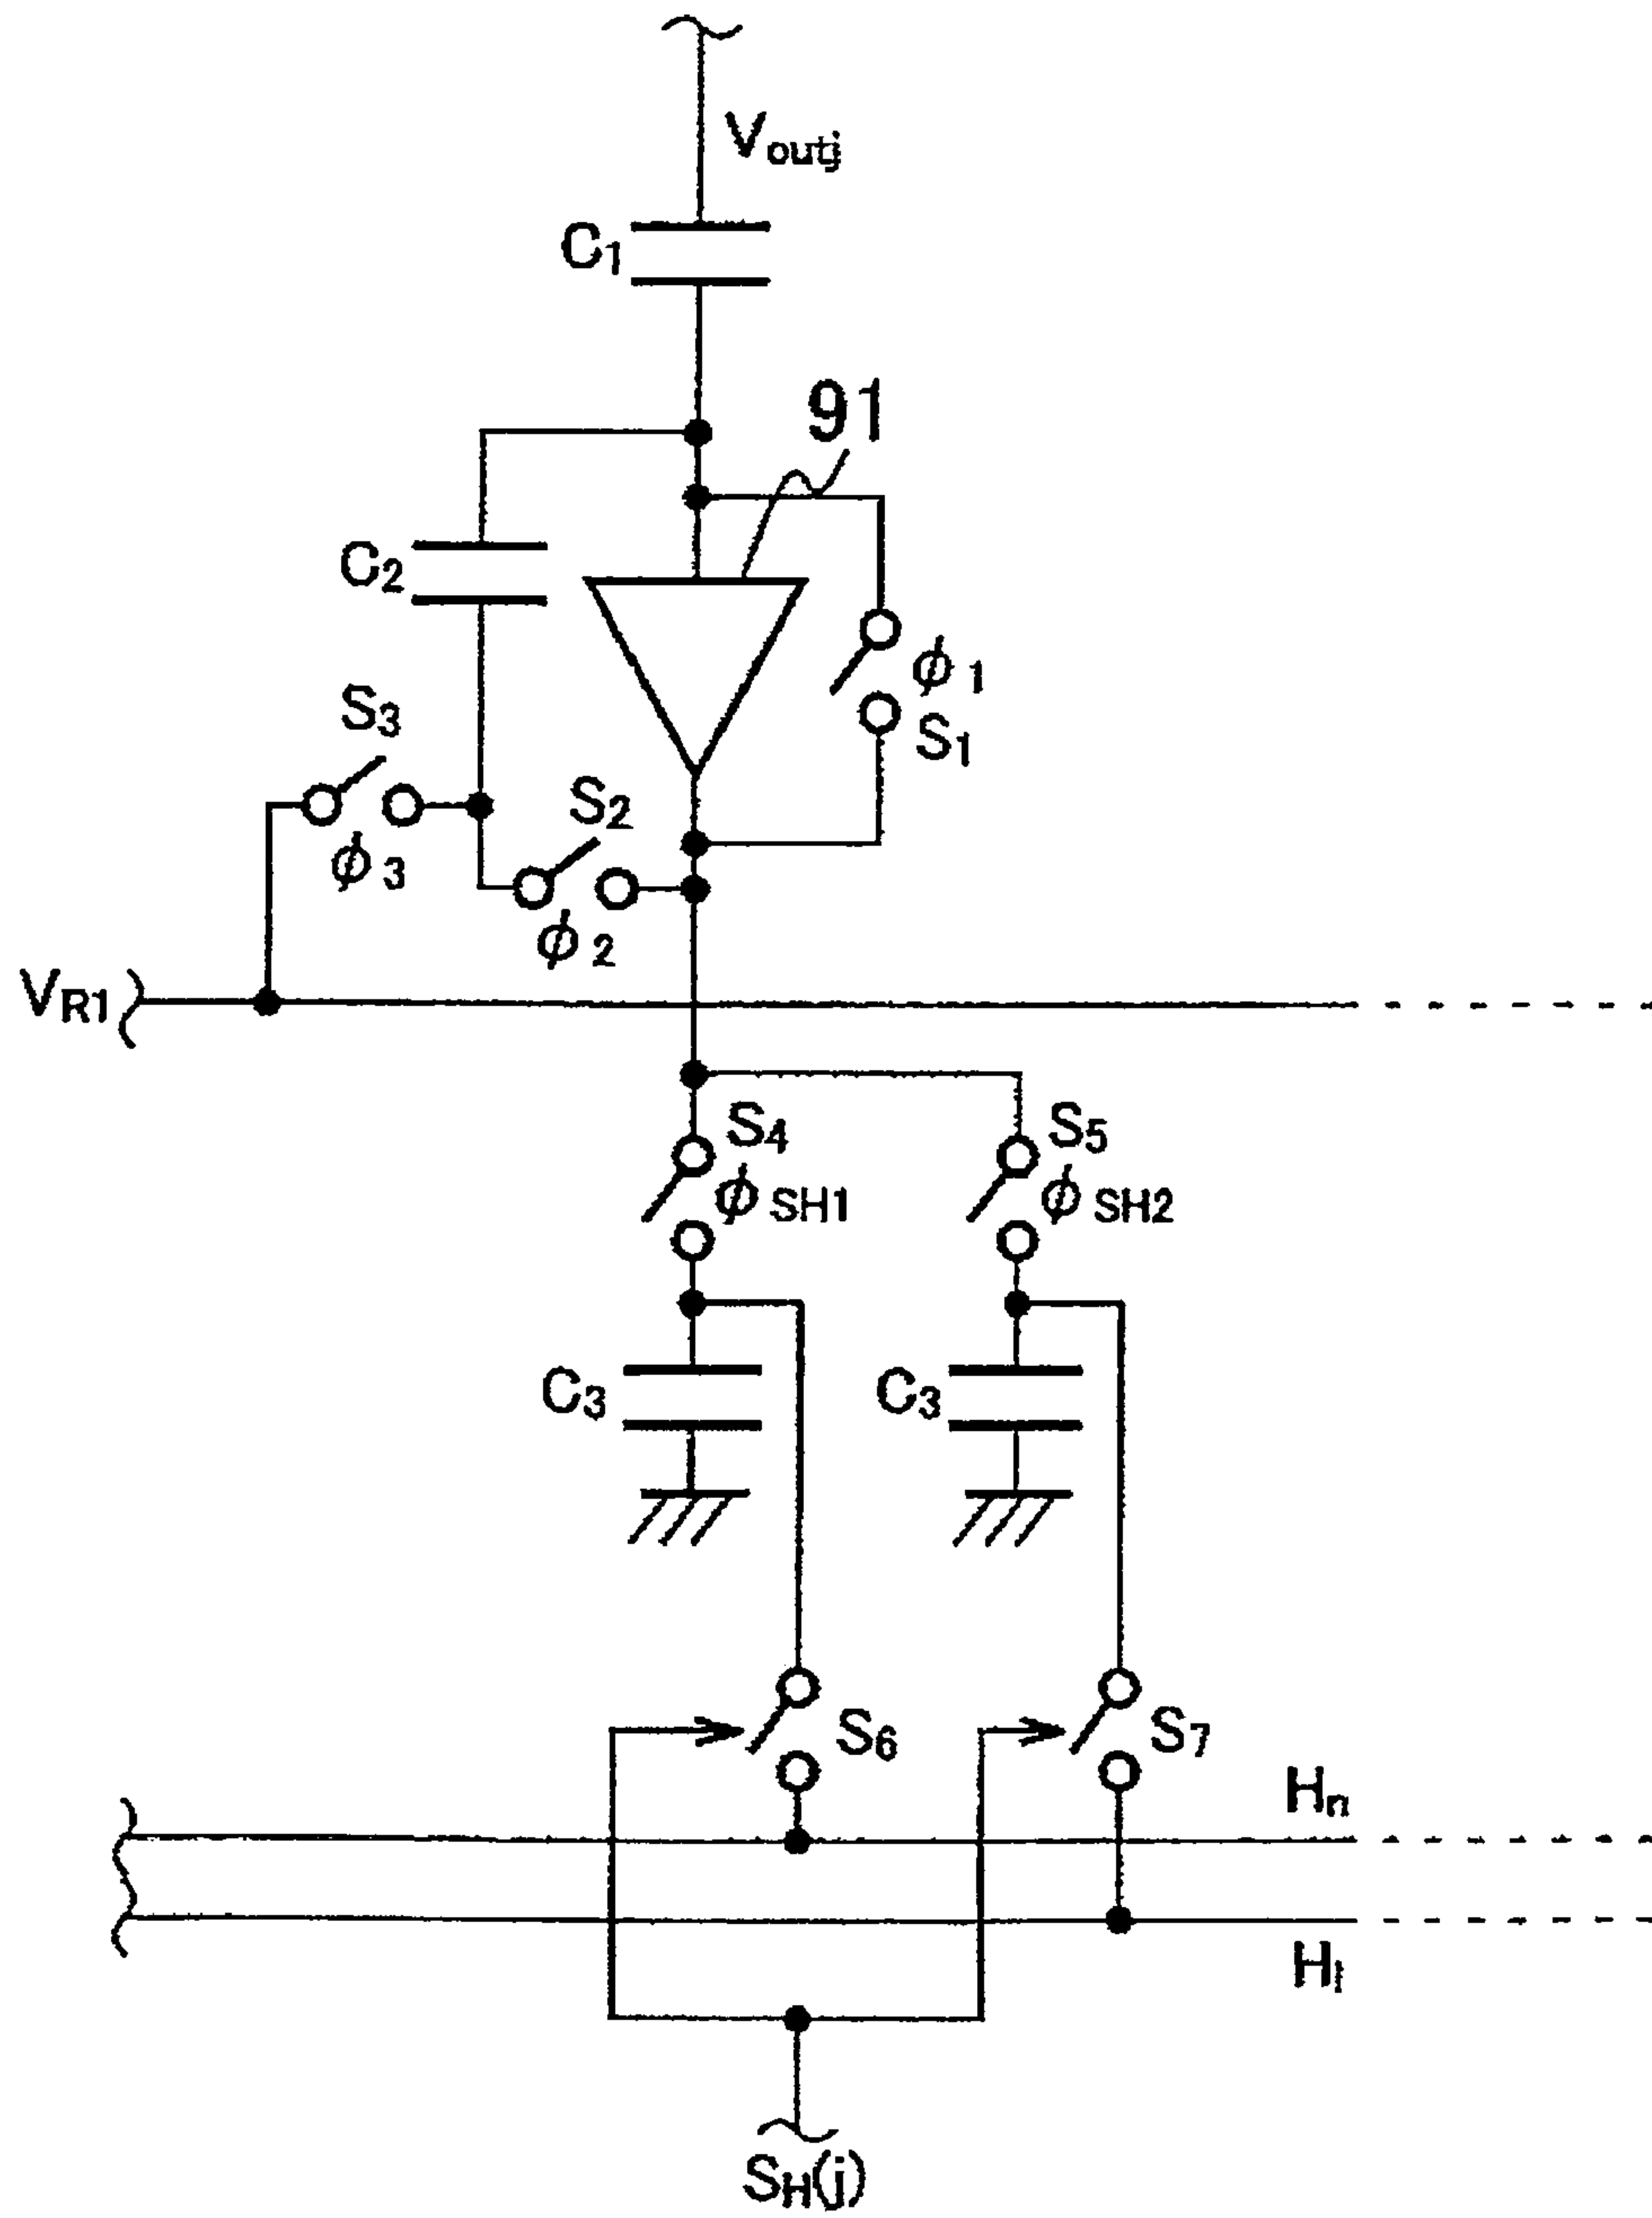 Voutj
C1
91
C2
ϕ1
S1
S3
S2
ϕ3
ϕ2
VR1
S4
S5
ϕSH1
ϕSH2
C3
C3
S6
S7
Hn
Hl
SH(j)